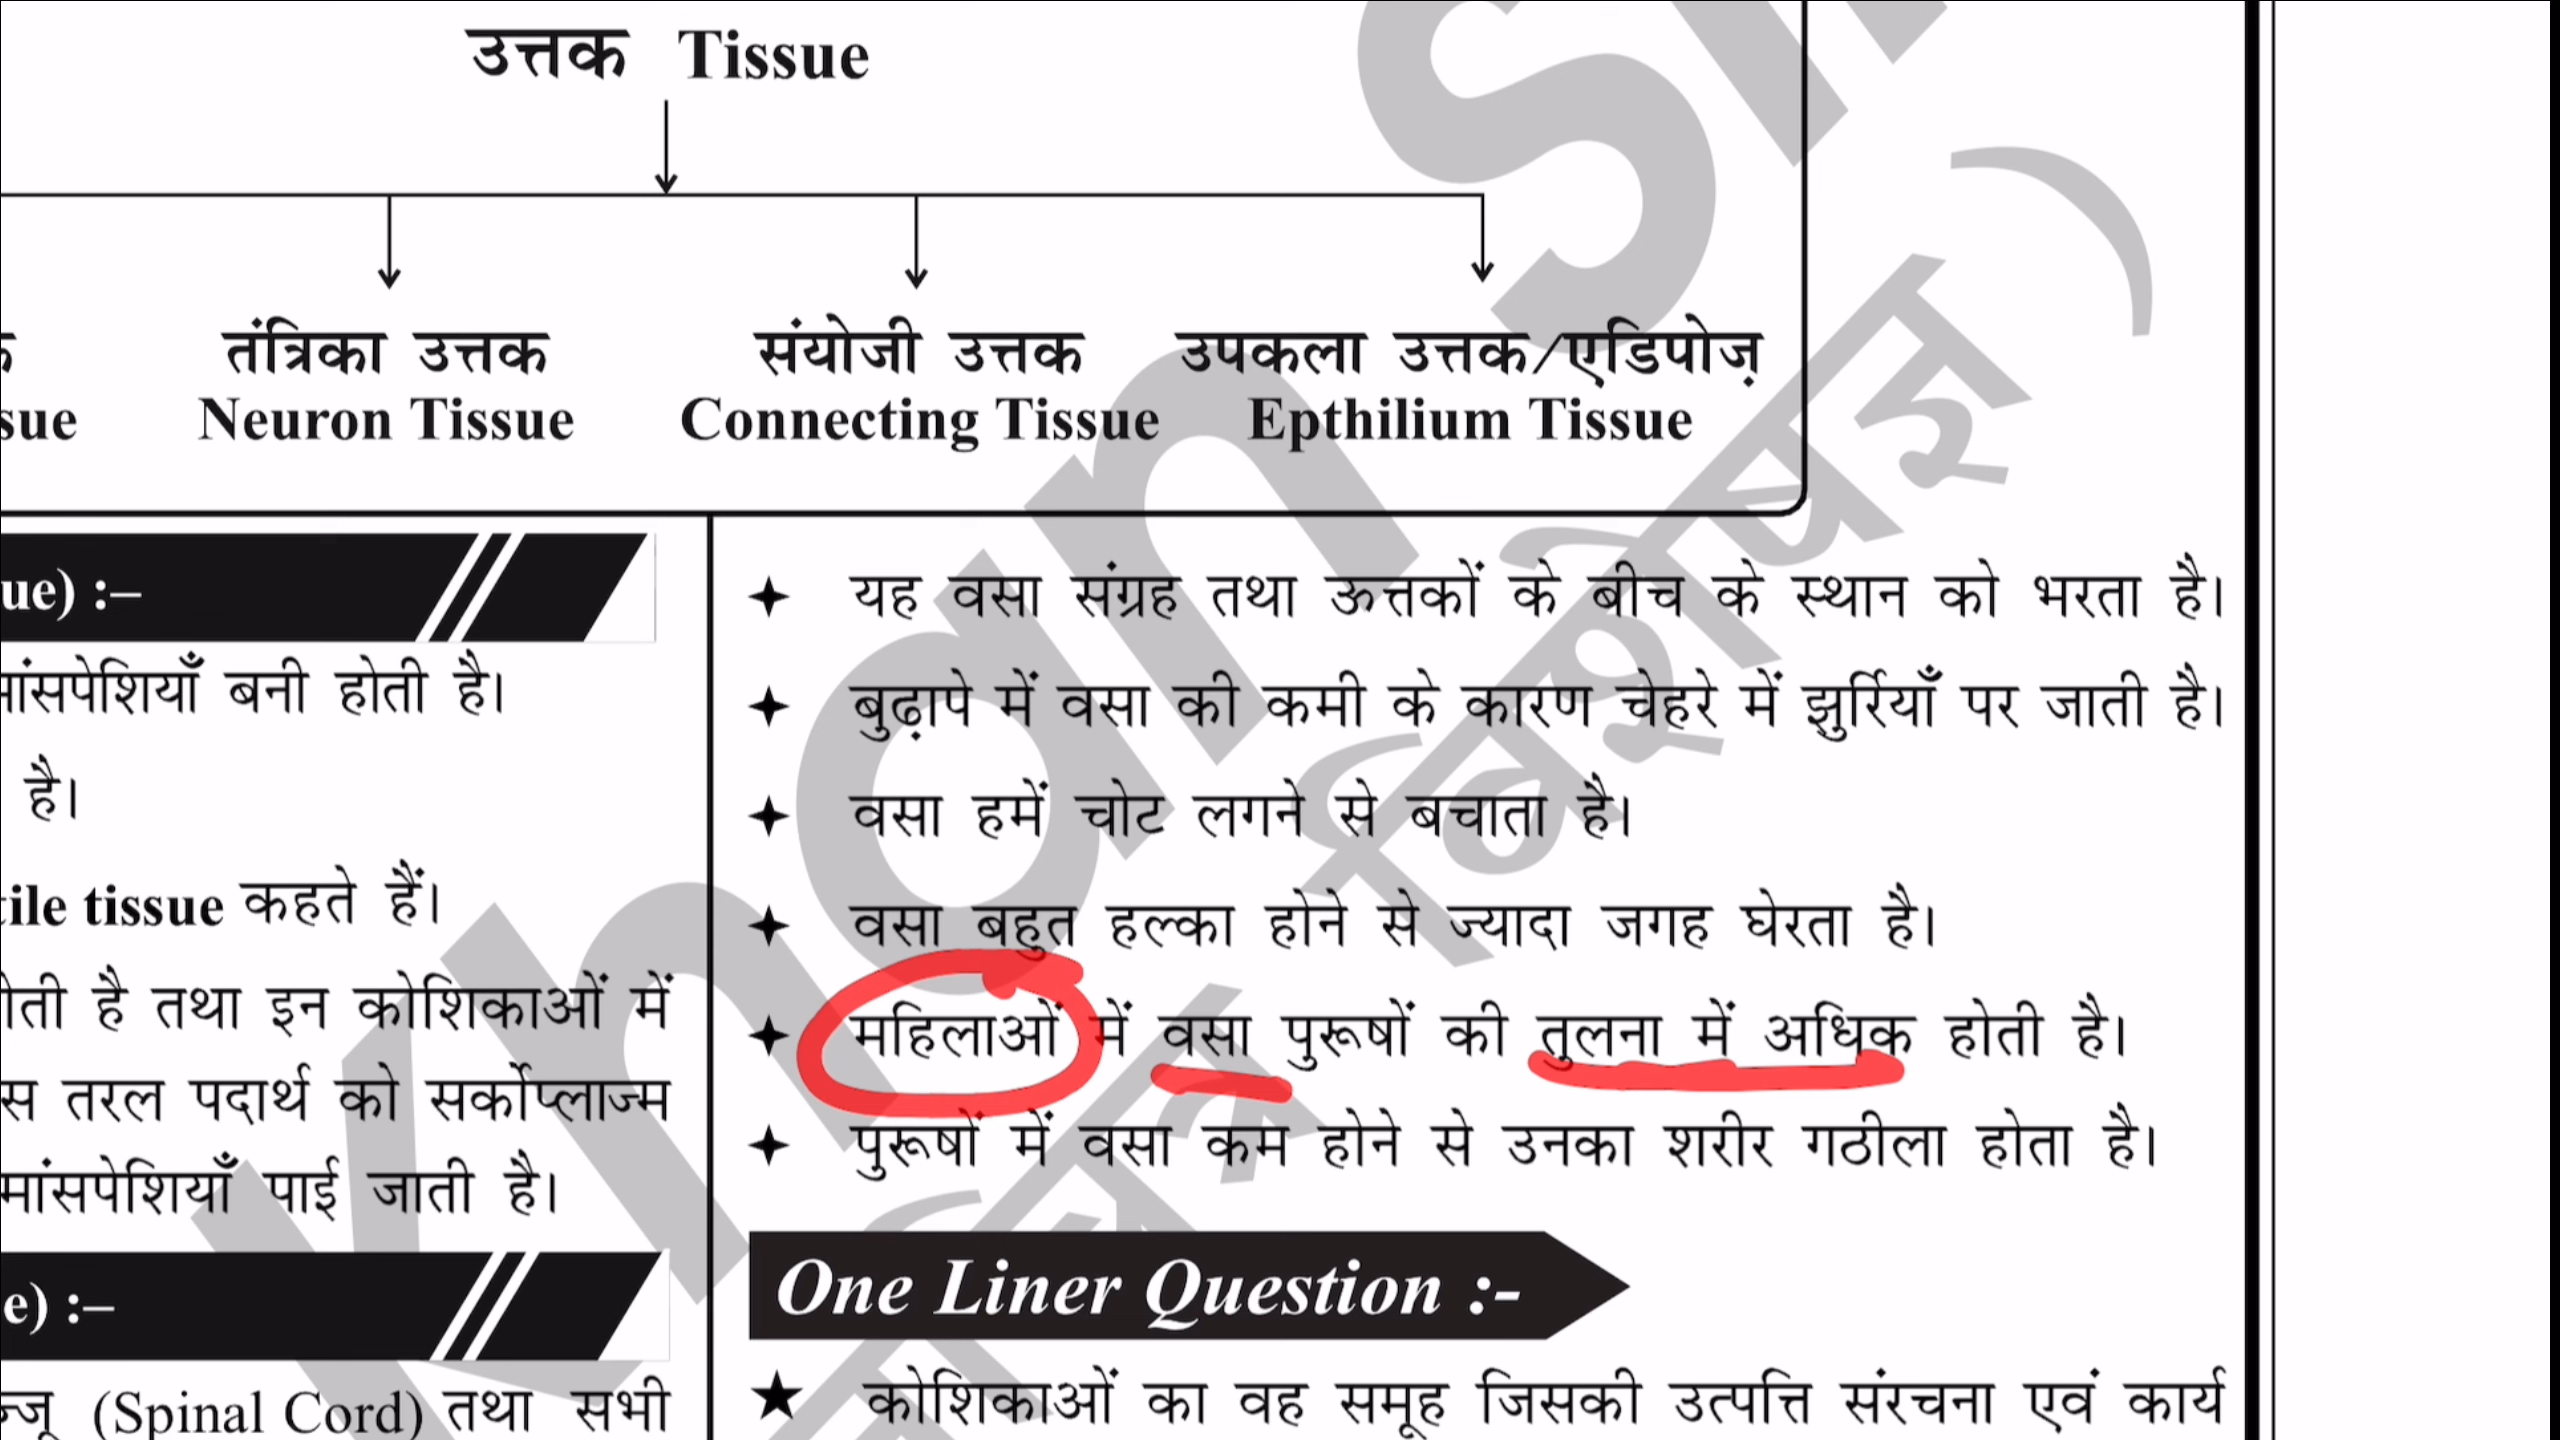 उत्तक Tissue
तंत्रिका उत्तक
Neuron Tissue
संयोजी उत्तक
Connecting Tissue
उपकला उत्तक/एडिपोज़
Epthilium Tissue
sue
ue) :–
मांसपेशियाँ बनी होती है।
है।
tile tissue कहते हैं।
होती है तथा इन कोशिकाओं में
स तरल पदार्थ को सर्कोप्लाज्म
मांसपेशियाँ पाई जाती है।
e) :–
(Spinal Cord) तथा सभी
यह वसा संग्रह तथा ऊत्तकों के बीच के स्थान को भरता है।
बुढ़ापे में वसा की कमी के कारण चेहरे में झुर्रियाँ पर जाती है।
वसा हमें चोट लगने से बचाता है।
वसा बहुत हल्का होने से ज्यादा जगह घेरता है।
महिलाओं में वसा पुरूषों की तुलना में अधिक होती है।
पुरूषों में वसा कम होने से उनका शरीर गठीला होता है।
One Liner Question :-
कोशिकाओं का वह समूह जिसकी उत्पत्ति संरचना एवं कार्य
Khan